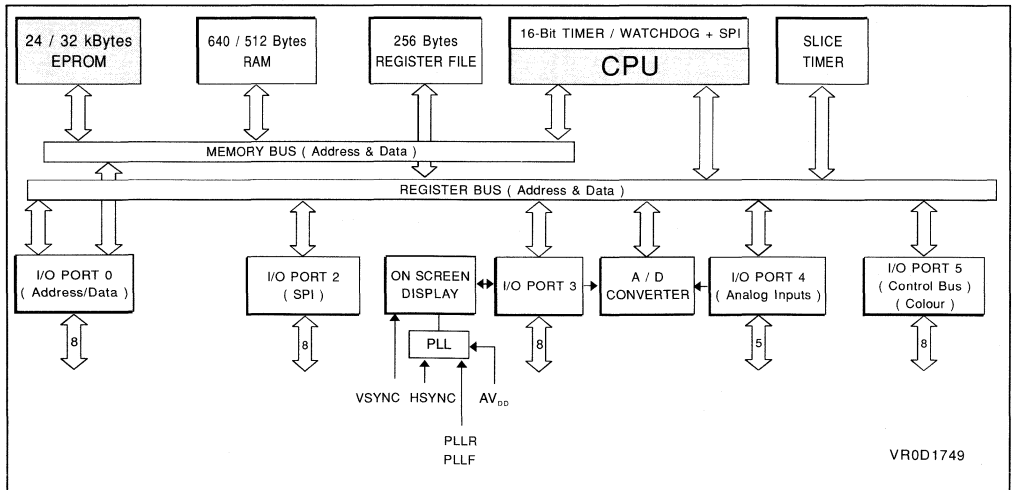 24 / 32 kBytes
EPROM
640 / 512 Bytes
RAM
256 Bytes
REGISTER FILE
16-Bit TIMER / WATCHDOG + SPI
CPU
SLICE
TIMER
MEMORY BUS ( Address & Data )
REGISTER BUS ( Address & Data )
I/O PORT 0
( Address/Data )
I/O PORT 2
( SPI )
ON SCREEN
DISPLAY
I/O PORT 3
A / D
CONVERTER
I/O PORT 4
( Analog Inputs )
I/O PORT 5
( Control Bus )
( Colour )
PLL
8
8
8
5
8
VSYNC
HSYNC
AVDD
PLLR
PLLF
VR0D1749